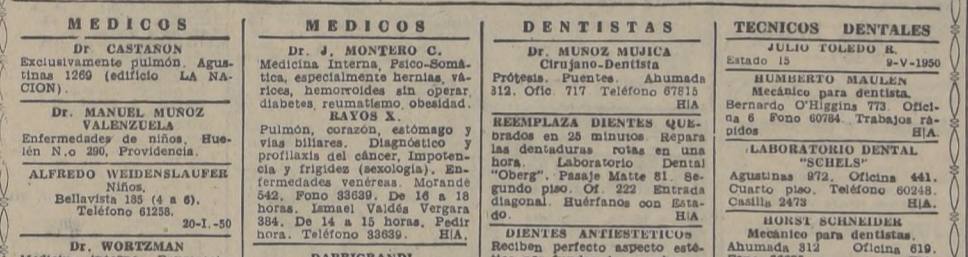 MEDICOS
Dr. CASTAÑON
Exclusivamente pulmón. Agus-
tinas 1269 (edificio LA NA-
CION).
Dr. MANUEL MUÑOZ
VALENZUELA
Enfermedades de niños. Hue-
lén N.o 290, Providencia.
ALFREDO WEIDENSLAUFER
Niños.
Bellavista 185 (4 a 6).
Teléfono 61258.
20-I.-50
Dr. WORTZMAN
MEDICOS
Dr. J. MONTERO C.
Medicina Interna, Psico-Somá-
tica, especialmente hernias, vá-
rices, hemorroides sin operar,
diabetes, reumatismo, obesidad.
RAYOS X.
Pulmón, corazón, estómago y
vías biliares. Diagnóstico y
profilaxis del cáncer, Impoten-
cia y frigidez (sexología). En-
fermedades venéreas. Morandé
542. Fono 33639. De 16 a 18
horas. Ismael Valdés Vergara
384. De 14 a 15 horas. Pedir
hora. Teléfono 33639. H|A.
DENTISTAS
Dr. MUÑOZ MUJICA
Cirujano-Dentista
Prótesis. Puentes. Ahumada
312. Ofic. 717 Teléfono 67815
H|A
REEMPLAZA DIENTES QUE-
brados en 25 minutos. Repara
las dentaduras rotas en una
hora. Laboratorio Dental
"Oberg". Pasaje Matte 81. Se-
gundo piso. Of. 222 Entrada
diagonal. Huérfanos con Esta-
do. H|A.
DIENTES ANTIESTETICOS
Reciben perfecto aspecto esté-
TECNICOS DENTALES
JULIO TOLEDO R.
Estado 15 9-V-1950
HUMBERTO MAULEN
Mecánico para dentista.
Bernardo O'Higgins 773. Ofici-
na 6 Fono 60784. Trabajos rá-
pidos H|A.
LABORATORIO DENTAL
"SCHELS"
Agustinas 972. Oficina 441.
Cuarto piso. Teléfono 60248.
Casilla 2473 H|A.
HORST SCHNEIDER
Mecánico para dentistas.
Ahumada 312 Oficina 619.